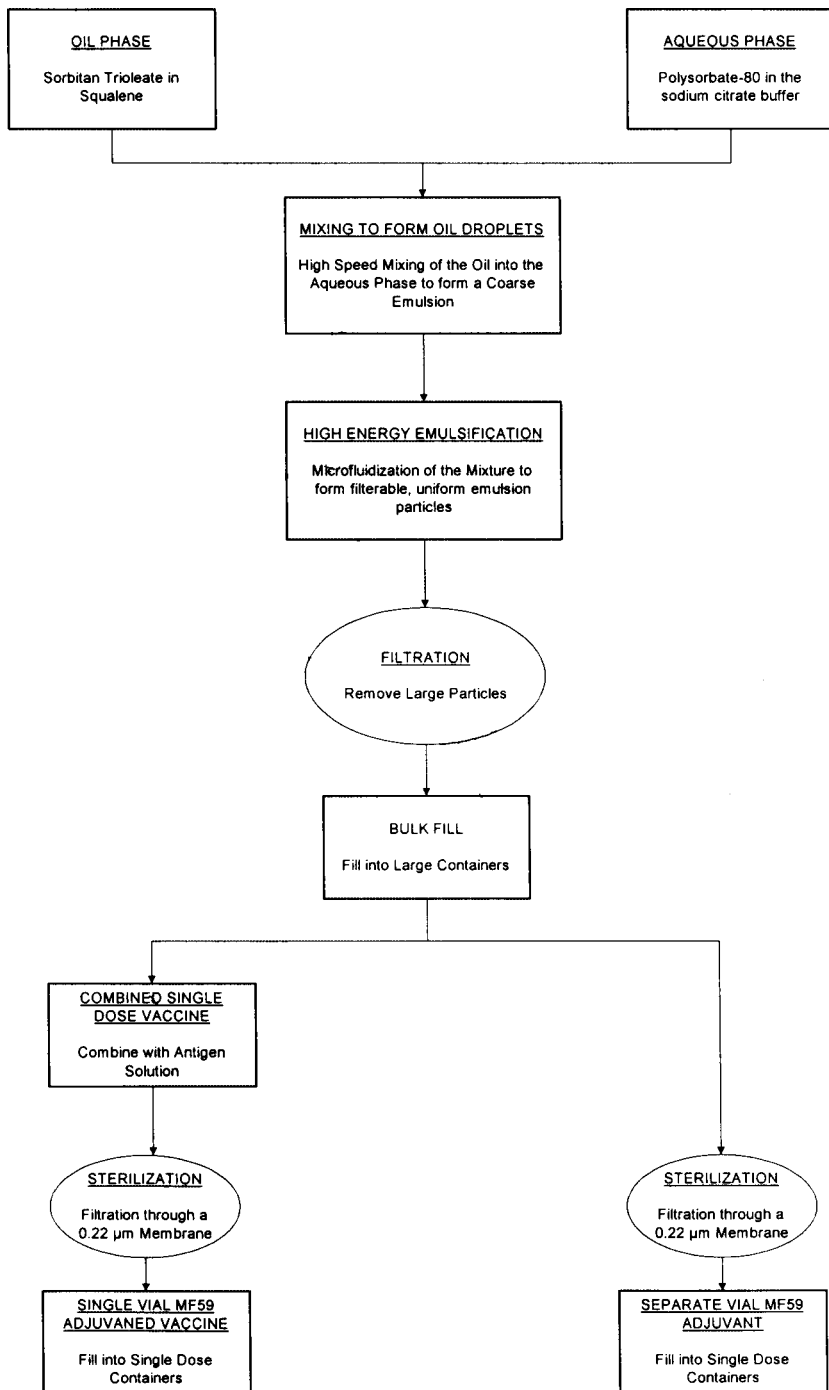 OIL PHASE
Sorbitan Trioleate in
Squalene
AQUEOUS PHASE
Polysorbate-80 in the
sodium citrate buffer
MIXING TO FORM OIL DROPLETS
High Speed Mixing of the Oil into the
Aqueous Phase to form a Coarse
Emulsion
HIGH ENERGY EMULSIFICATION
Microfluidization of the Mixture to
form filterable, uniform emulsion
particles
FILTRATION
Remove Large Particles
BULK FILL
Fill into Large Containers
COMBINED SINGLE
DOSE VACCINE
Combine with Antigen
Solution
STERILIZATION
Filtration through a
0.22 µm Membrane
STERILIZATION
Filtration through a
0.22 µm Membrane
SINGLE VIAL MF59
ADJUVANED VACCINE
Fill into Single Dose
Containers
SEPARATE VIAL MF59
ADJUVANT
Fill into Single Dose
Containers